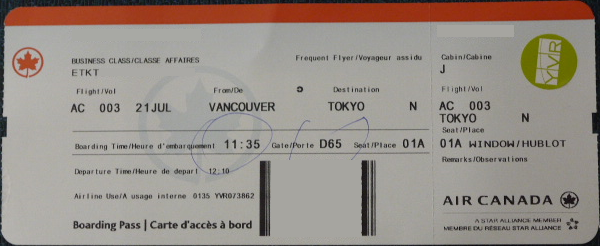 BUSINESS CLASS/CLASSE AFFAIRES Frequent Flyer/Voyageur assidu
ETKT
Flight/Vol From/De Destination
AC 003 21JUL VANCOUVER TOKYO N
Boarding Time/Heure d'embarquement 11:35 Gate/Porte D65 Seat/Place 01A
Departure Time/Heure de depart 12:10
Airline Use/A usage interne 0135 YVR073862
Boarding Pass | Carte d'accès à bord
Cabin/Cabine
J
YVR
Flight/Vol
AC 003
TOKYO N
Seat/Place
01A WINDOW/HUBLOT
Remarks/Observations
AIR CANADA
A STAR ALLIANCE MEMBER
MEMBRE DU RÉSEAU STAR ALLIANCE